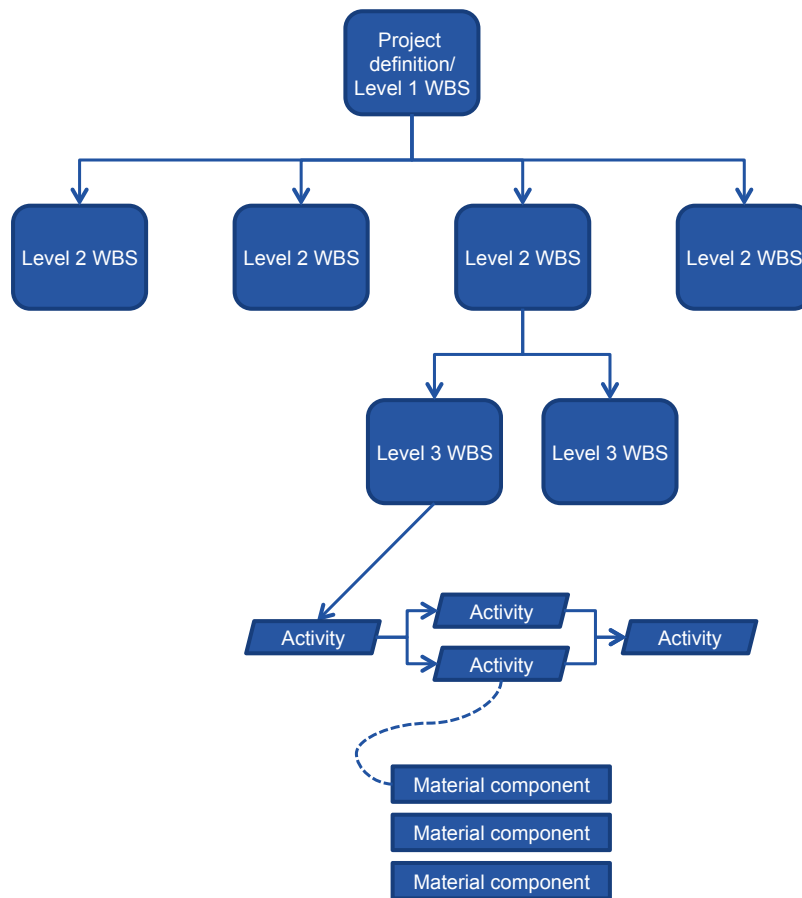 Project
definition/
Level 1 WBS
Level 2 WBS
Level 2 WBS
Level 2 WBS
Level 2 WBS
Level 3 WBS
Level 3 WBS
Activity
Activity
Activity
Activity
Material component
Material component
Material component